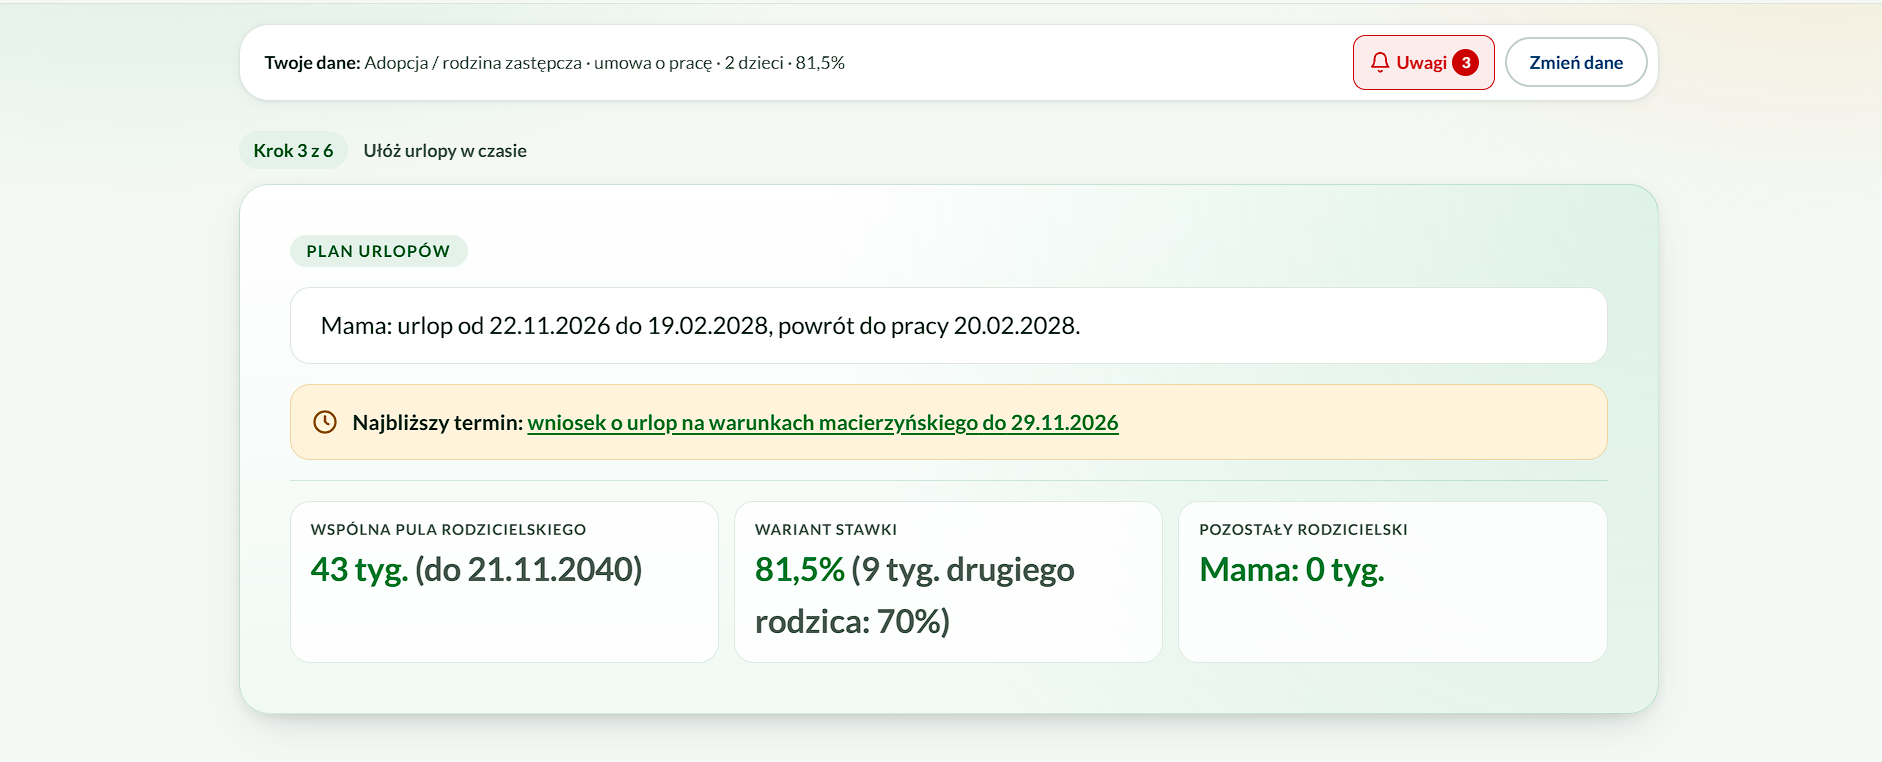 Twoje dane: Adopcja / rodzina zastępcza · umowa o pracę · 2 dzieci · 81,5%
Uwagi 3
Zmień dane
Krok 3 z 6
Ułóż urlopy w czasie
PLAN URLOPÓW
Mama: urlop od 22.11.2026 do 19.02.2028, powrót do pracy 20.02.2028.
Najbliższy termin: wniosek o urlop na warunkach macierzyńskiego do 29.11.2026
WSPÓLNA PULA RODZICIELSKIEGO
43 tyg. (do 21.11.2040)
WARIANT STAWKI
81,5% (9 tyg. drugiego
rodzica: 70%)
POZOSTAŁY RODZICIELSKI
Mama: 0 tyg.